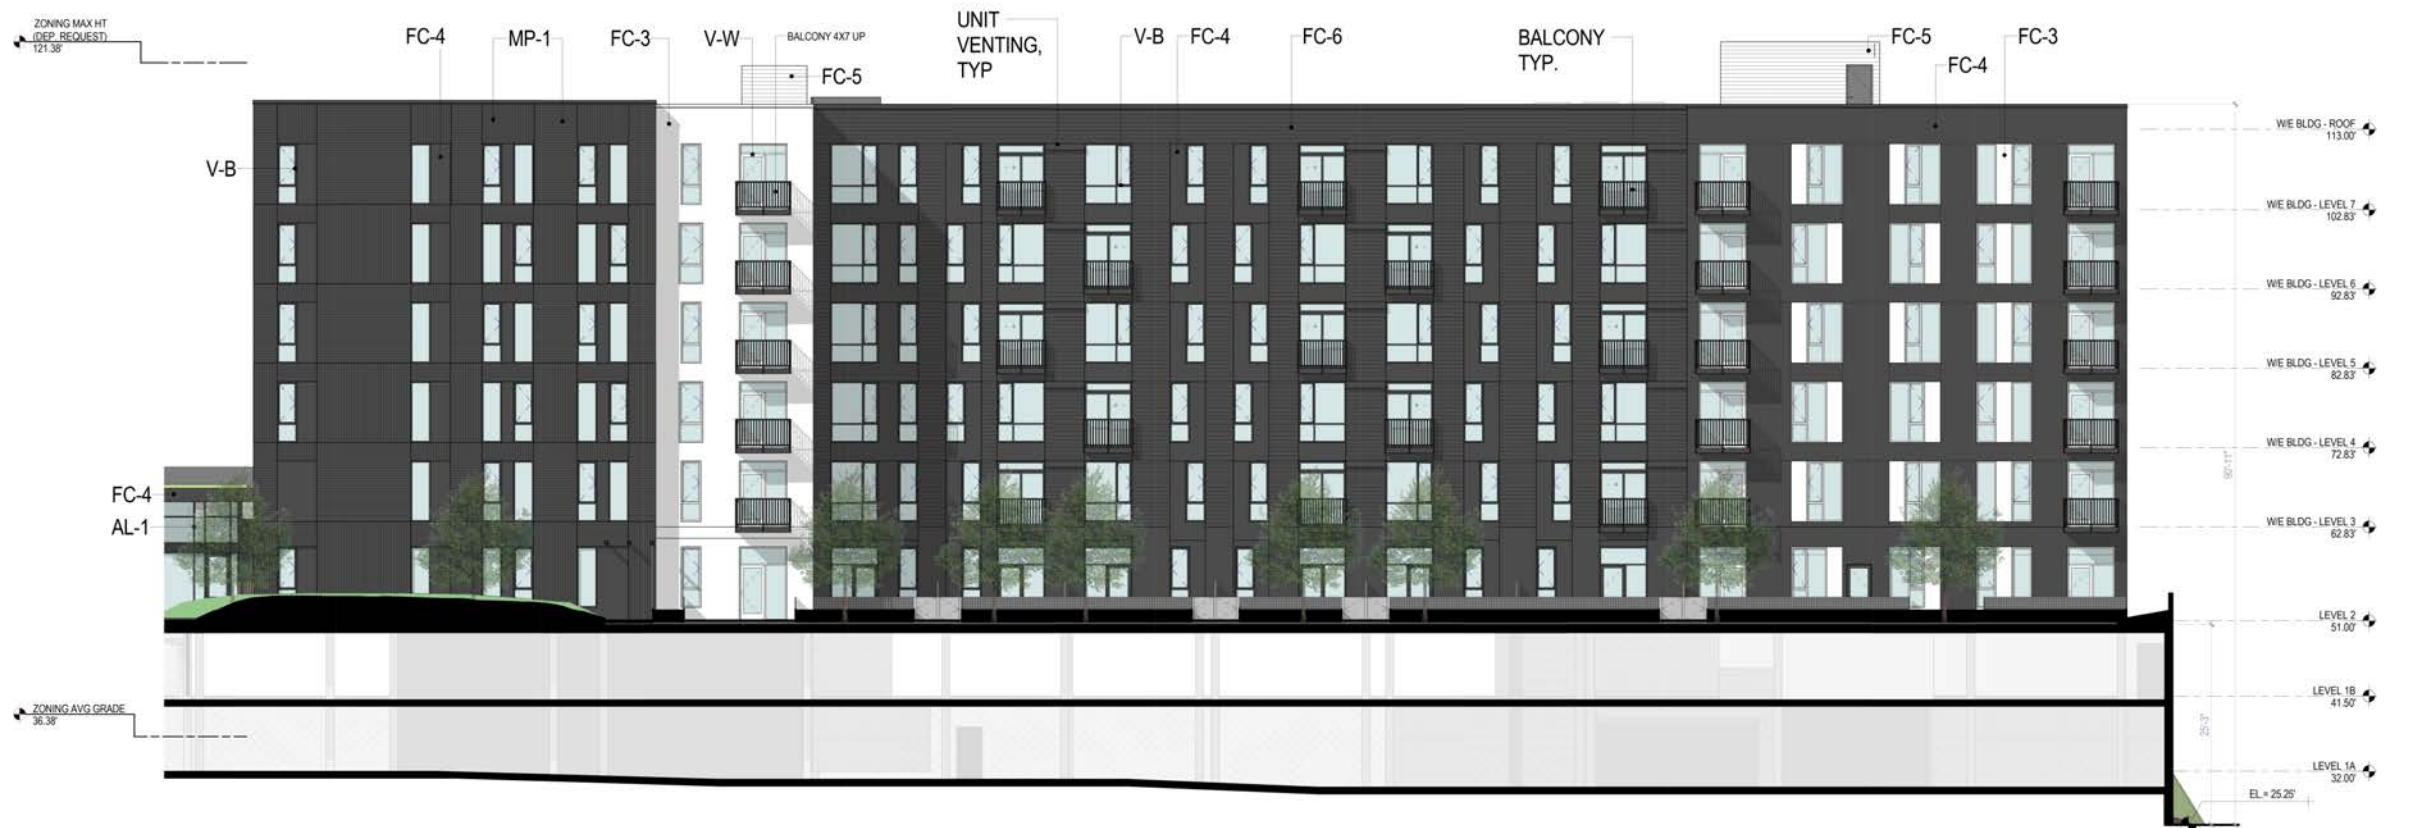 ZONING MAX HT
(DEP. REQUEST)
121.38'
FC-4
MP-1
FC-3
V-W
BALCONY 4X7 UP
FC-5
UNIT
VENTING,
TYP
V-B
FC-4
FC-6
BALCONY
TYP.
FC-5
FC-4
FC-3
V-B
FC-4
AL-1
W/E BLDG - ROOF
113.00'
W/E BLDG - LEVEL 7
102.83'
W/E BLDG - LEVEL 6
92.83'
W/E BLDG - LEVEL 5
82.83'
W/E BLDG - LEVEL 4
72.83'
90'-11"
W/E BLDG - LEVEL 3
62.83'
LEVEL 2
51.00'
LEVEL 1B
41.50'
ZONING AVG GRADE
36.38'
25'-3"
LEVEL 1A
32.00'
EL.= 25.25'